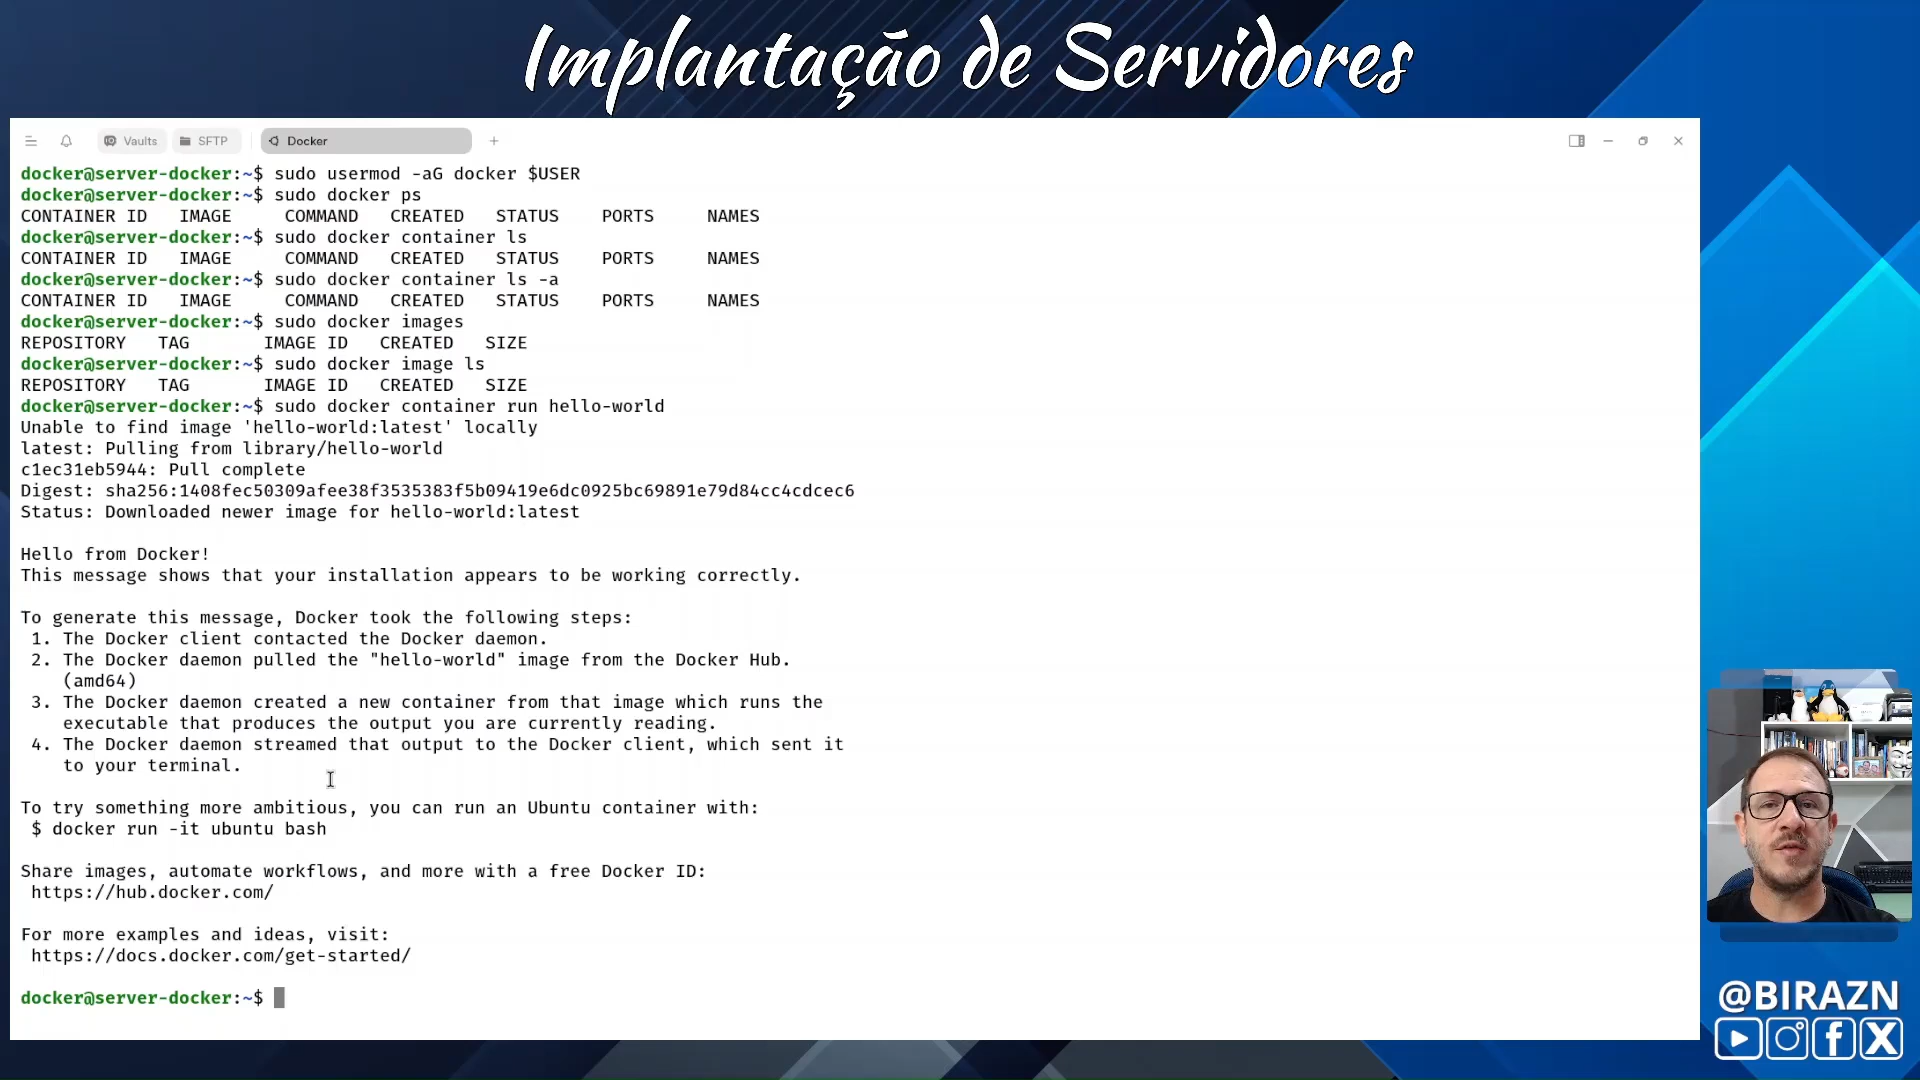 Implantação de Servidores
Vaults SFTP Docker
docker@server-docker:~$ sudo usermod -aG docker $USER
docker@server-docker:~$ sudo docker ps
CONTAINER ID   IMAGE     COMMAND   CREATED   STATUS    PORTS     NAMES
docker@server-docker:~$ sudo docker container ls
CONTAINER ID   IMAGE     COMMAND   CREATED   STATUS    PORTS     NAMES
docker@server-docker:~$ sudo docker container ls -a
CONTAINER ID   IMAGE     COMMAND   CREATED   STATUS    PORTS     NAMES
docker@server-docker:~$ sudo docker images
REPOSITORY   TAG       IMAGE ID   CREATED   SIZE
docker@server-docker:~$ sudo docker image ls
REPOSITORY   TAG       IMAGE ID   CREATED   SIZE
docker@server-docker:~$ sudo docker container run hello-world
Unable to find image 'hello-world:latest' locally
latest: Pulling from library/hello-world
c1ec31eb5944: Pull complete
Digest: sha256:1408fec50309afee38f3535383f5b09419e6dc0925bc69891e79d84cc4cdcec6
Status: Downloaded newer image for hello-world:latest
Hello from Docker!
This message shows that your installation appears to be working correctly.
To generate this message, Docker took the following steps:
1. The Docker client contacted the Docker daemon.
2. The Docker daemon pulled the "hello-world" image from the Docker Hub.
(amd64)
3. The Docker daemon created a new container from that image which runs the
executable that produces the output you are currently reading.
4. The Docker daemon streamed that output to the Docker client, which sent it
to your terminal.
To try something more ambitious, you can run an Ubuntu container with:
$ docker run -it ubuntu bash
Share images, automate workflows, and more with a free Docker ID:
https://hub.docker.com/
For more examples and ideas, visit:
https://docs.docker.com/get-started/
docker@server-docker:~$
@BIRAZN